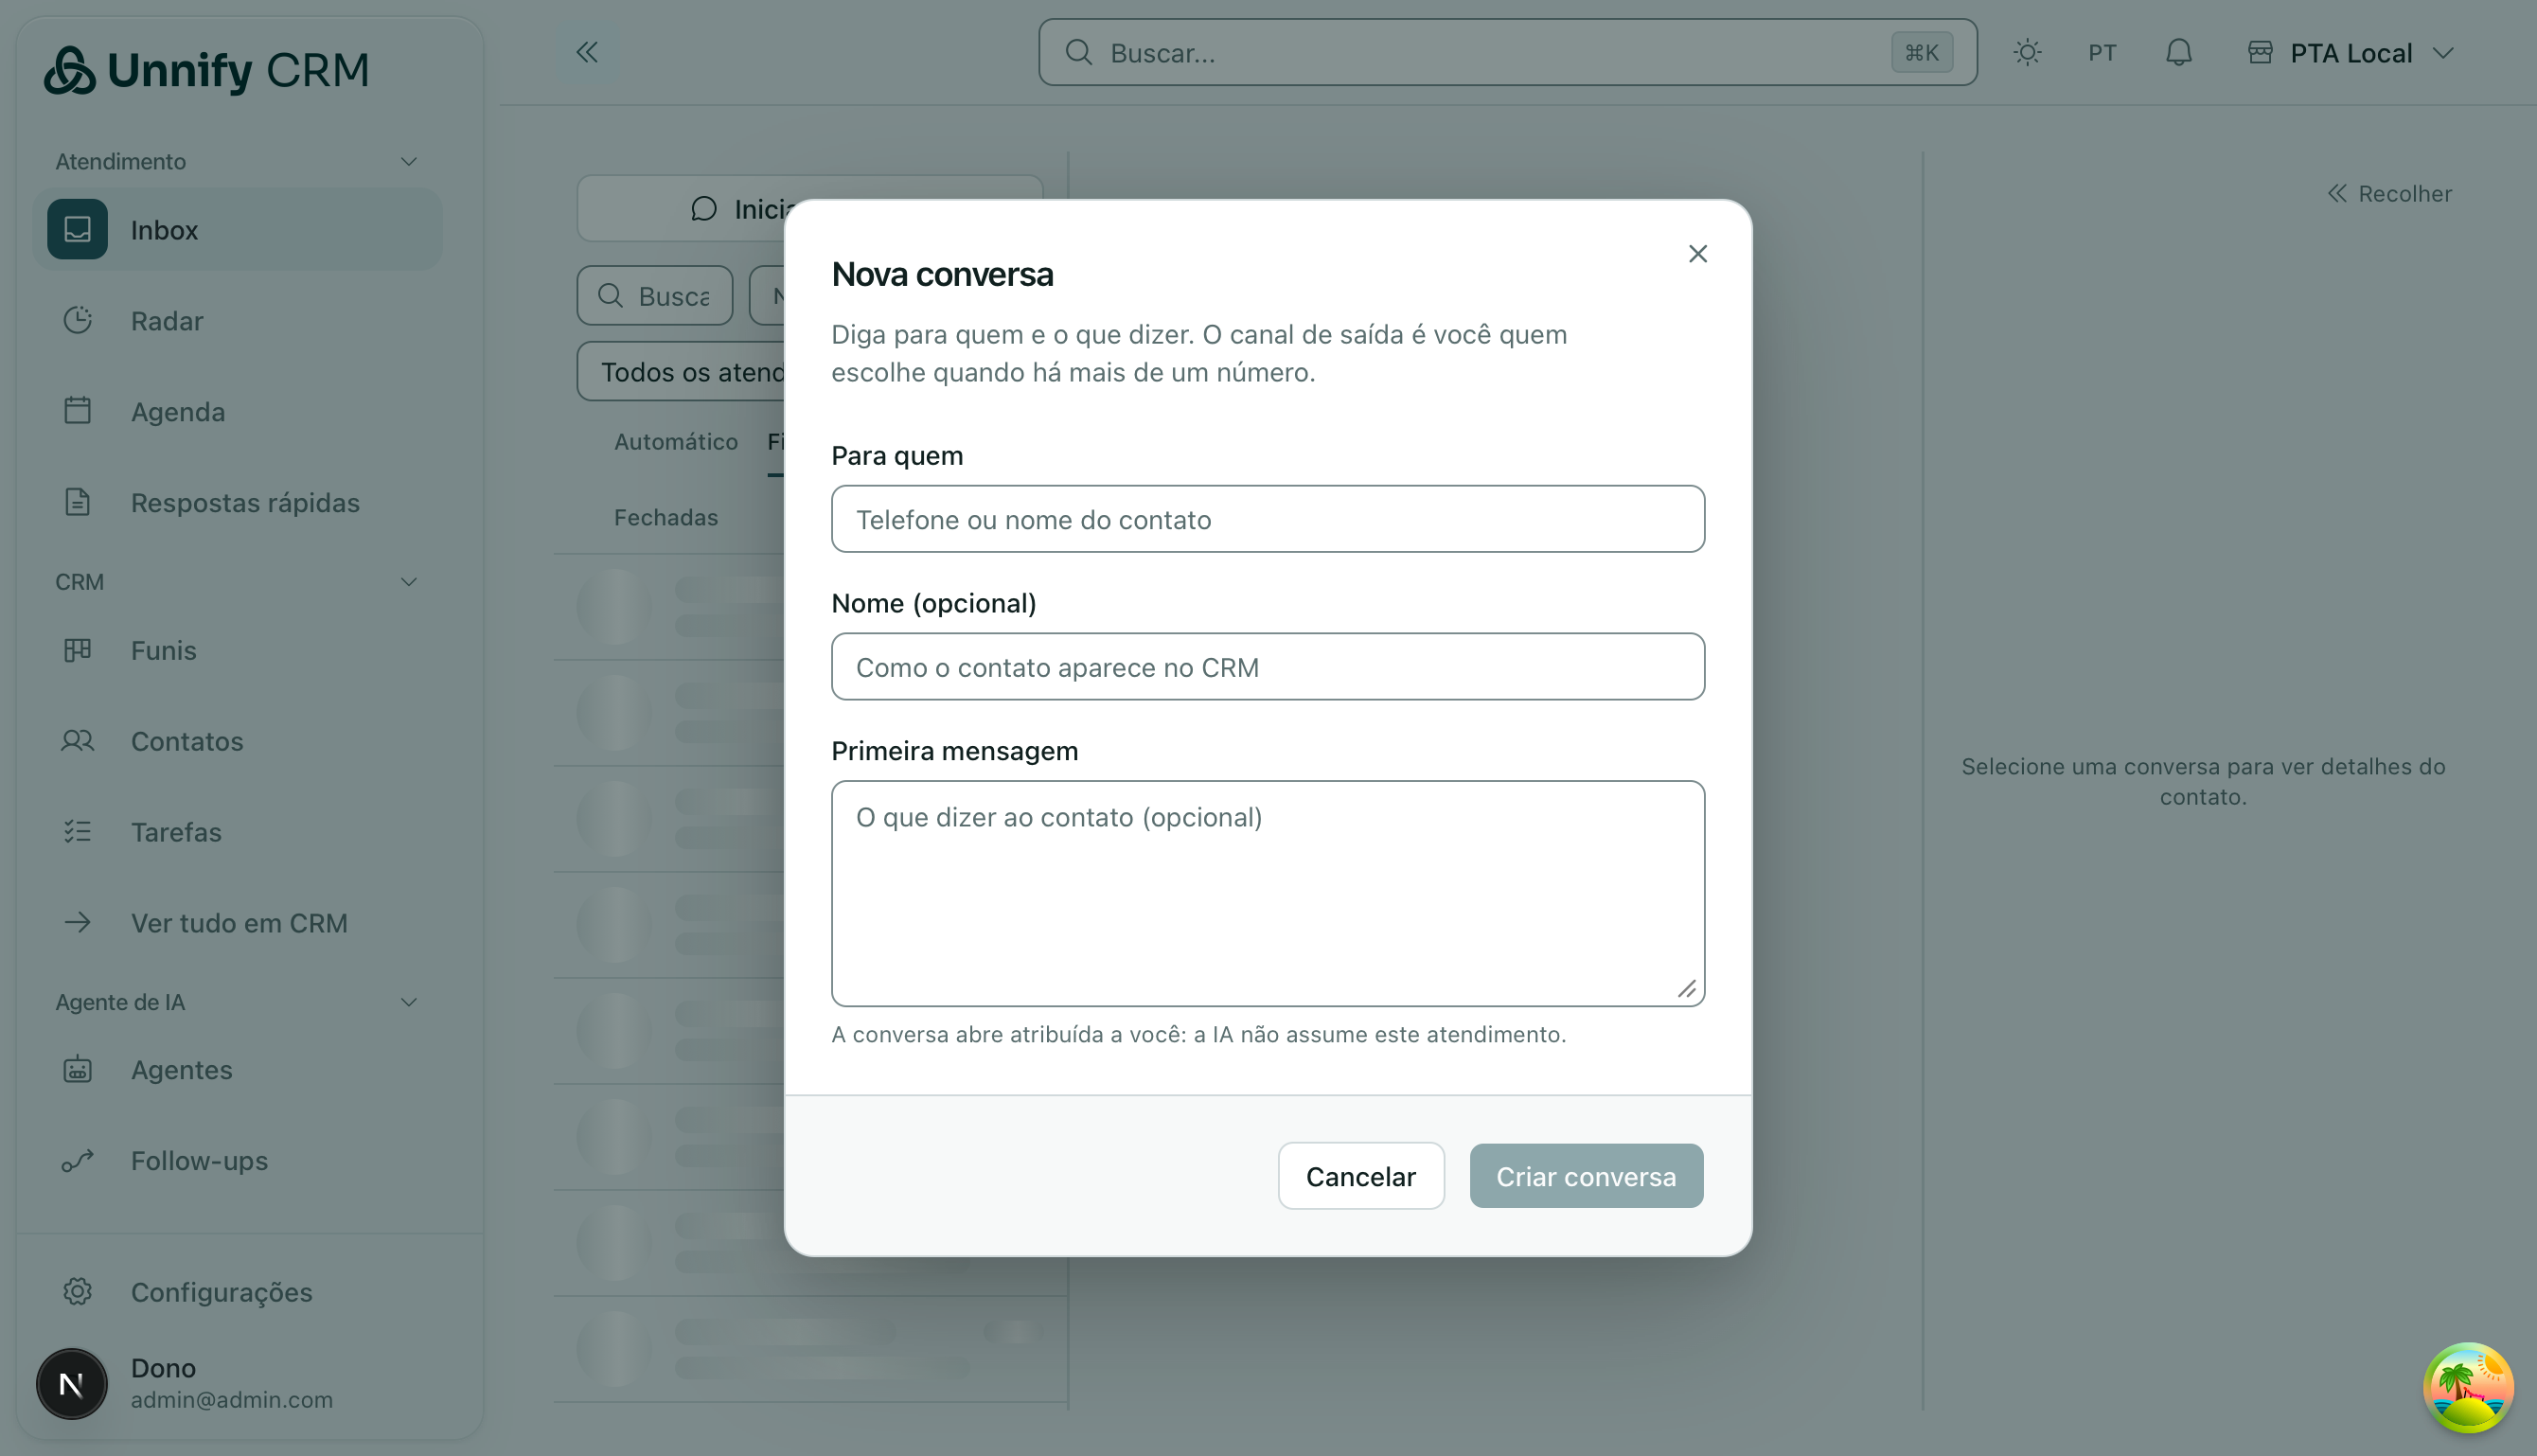 Unnify CRM
Buscar...
⌘K
PT
PTA Local
Atendimento
Inbox
Radar
Agenda
Respostas rápidas
CRM
Funis
Contatos
Tarefas
Ver tudo em CRM
Agente de IA
Agentes
Follow-ups
Configurações
N
Dono
admin@admin.com
Busca
Todos os
Automático
Fechadas
Nova conversa
Diga para quem e o que dizer. O canal de saída é você quem
escolhe quando há mais de um número.
Para quem
Telefone ou nome do contato
Nome (opcional)
Como o contato aparece no CRM
Primeira mensagem
O que dizer ao contato (opcional)
A conversa abre atribuída a você: a IA não assume este atendimento.
Cancelar
Criar conversa
Recolher
Selecione uma conversa para ver detalhes do
contato.